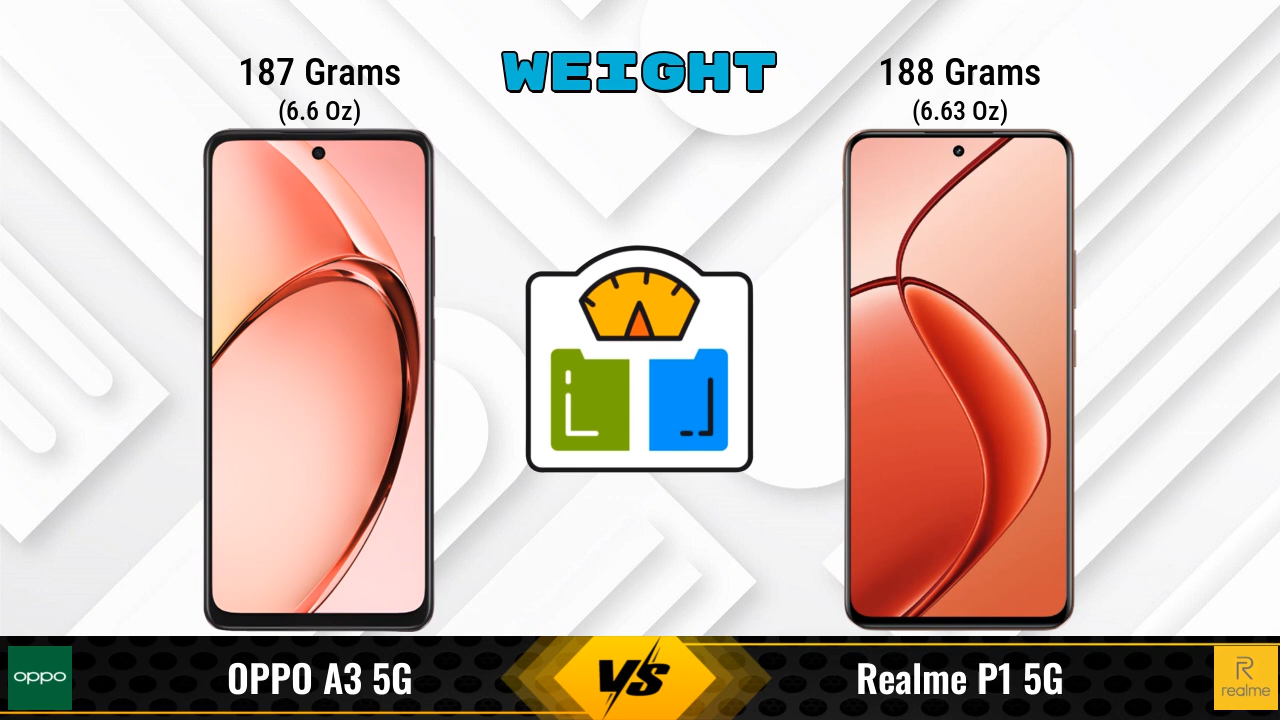 WEIGHT
187 Grams
(6.6 Oz)
188 Grams
(6.63 Oz)
oppo
OPPO A3 5G
VS
Realme P1 5G
R
realme